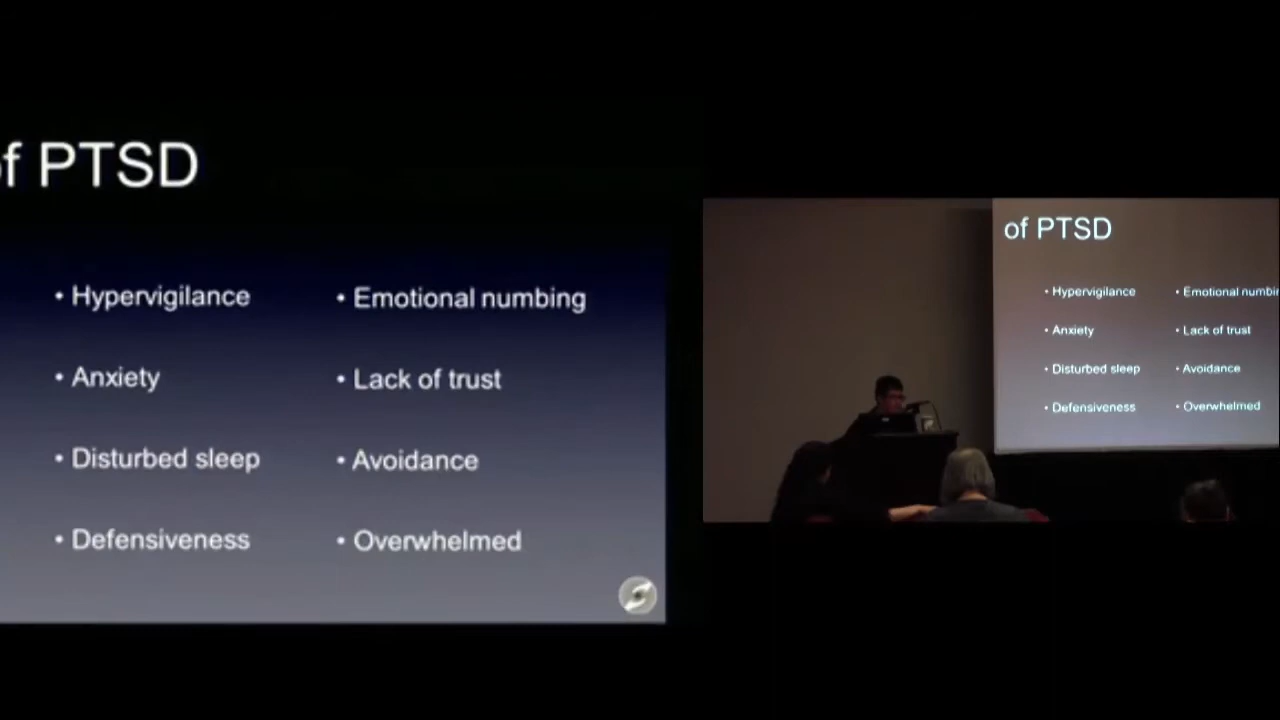 of PTSD
• Hypervigilance
• Anxiety
• Disturbed sleep
• Defensiveness
• Emotional numbing
• Lack of trust
• Avoidance
• Overwhelmed
of PTSD
• Hypervigilance
• Anxiety
• Disturbed sleep
• Defensiveness
• Emotional numbin
• Lack of trust
• Avoidance
• Overwhelmed